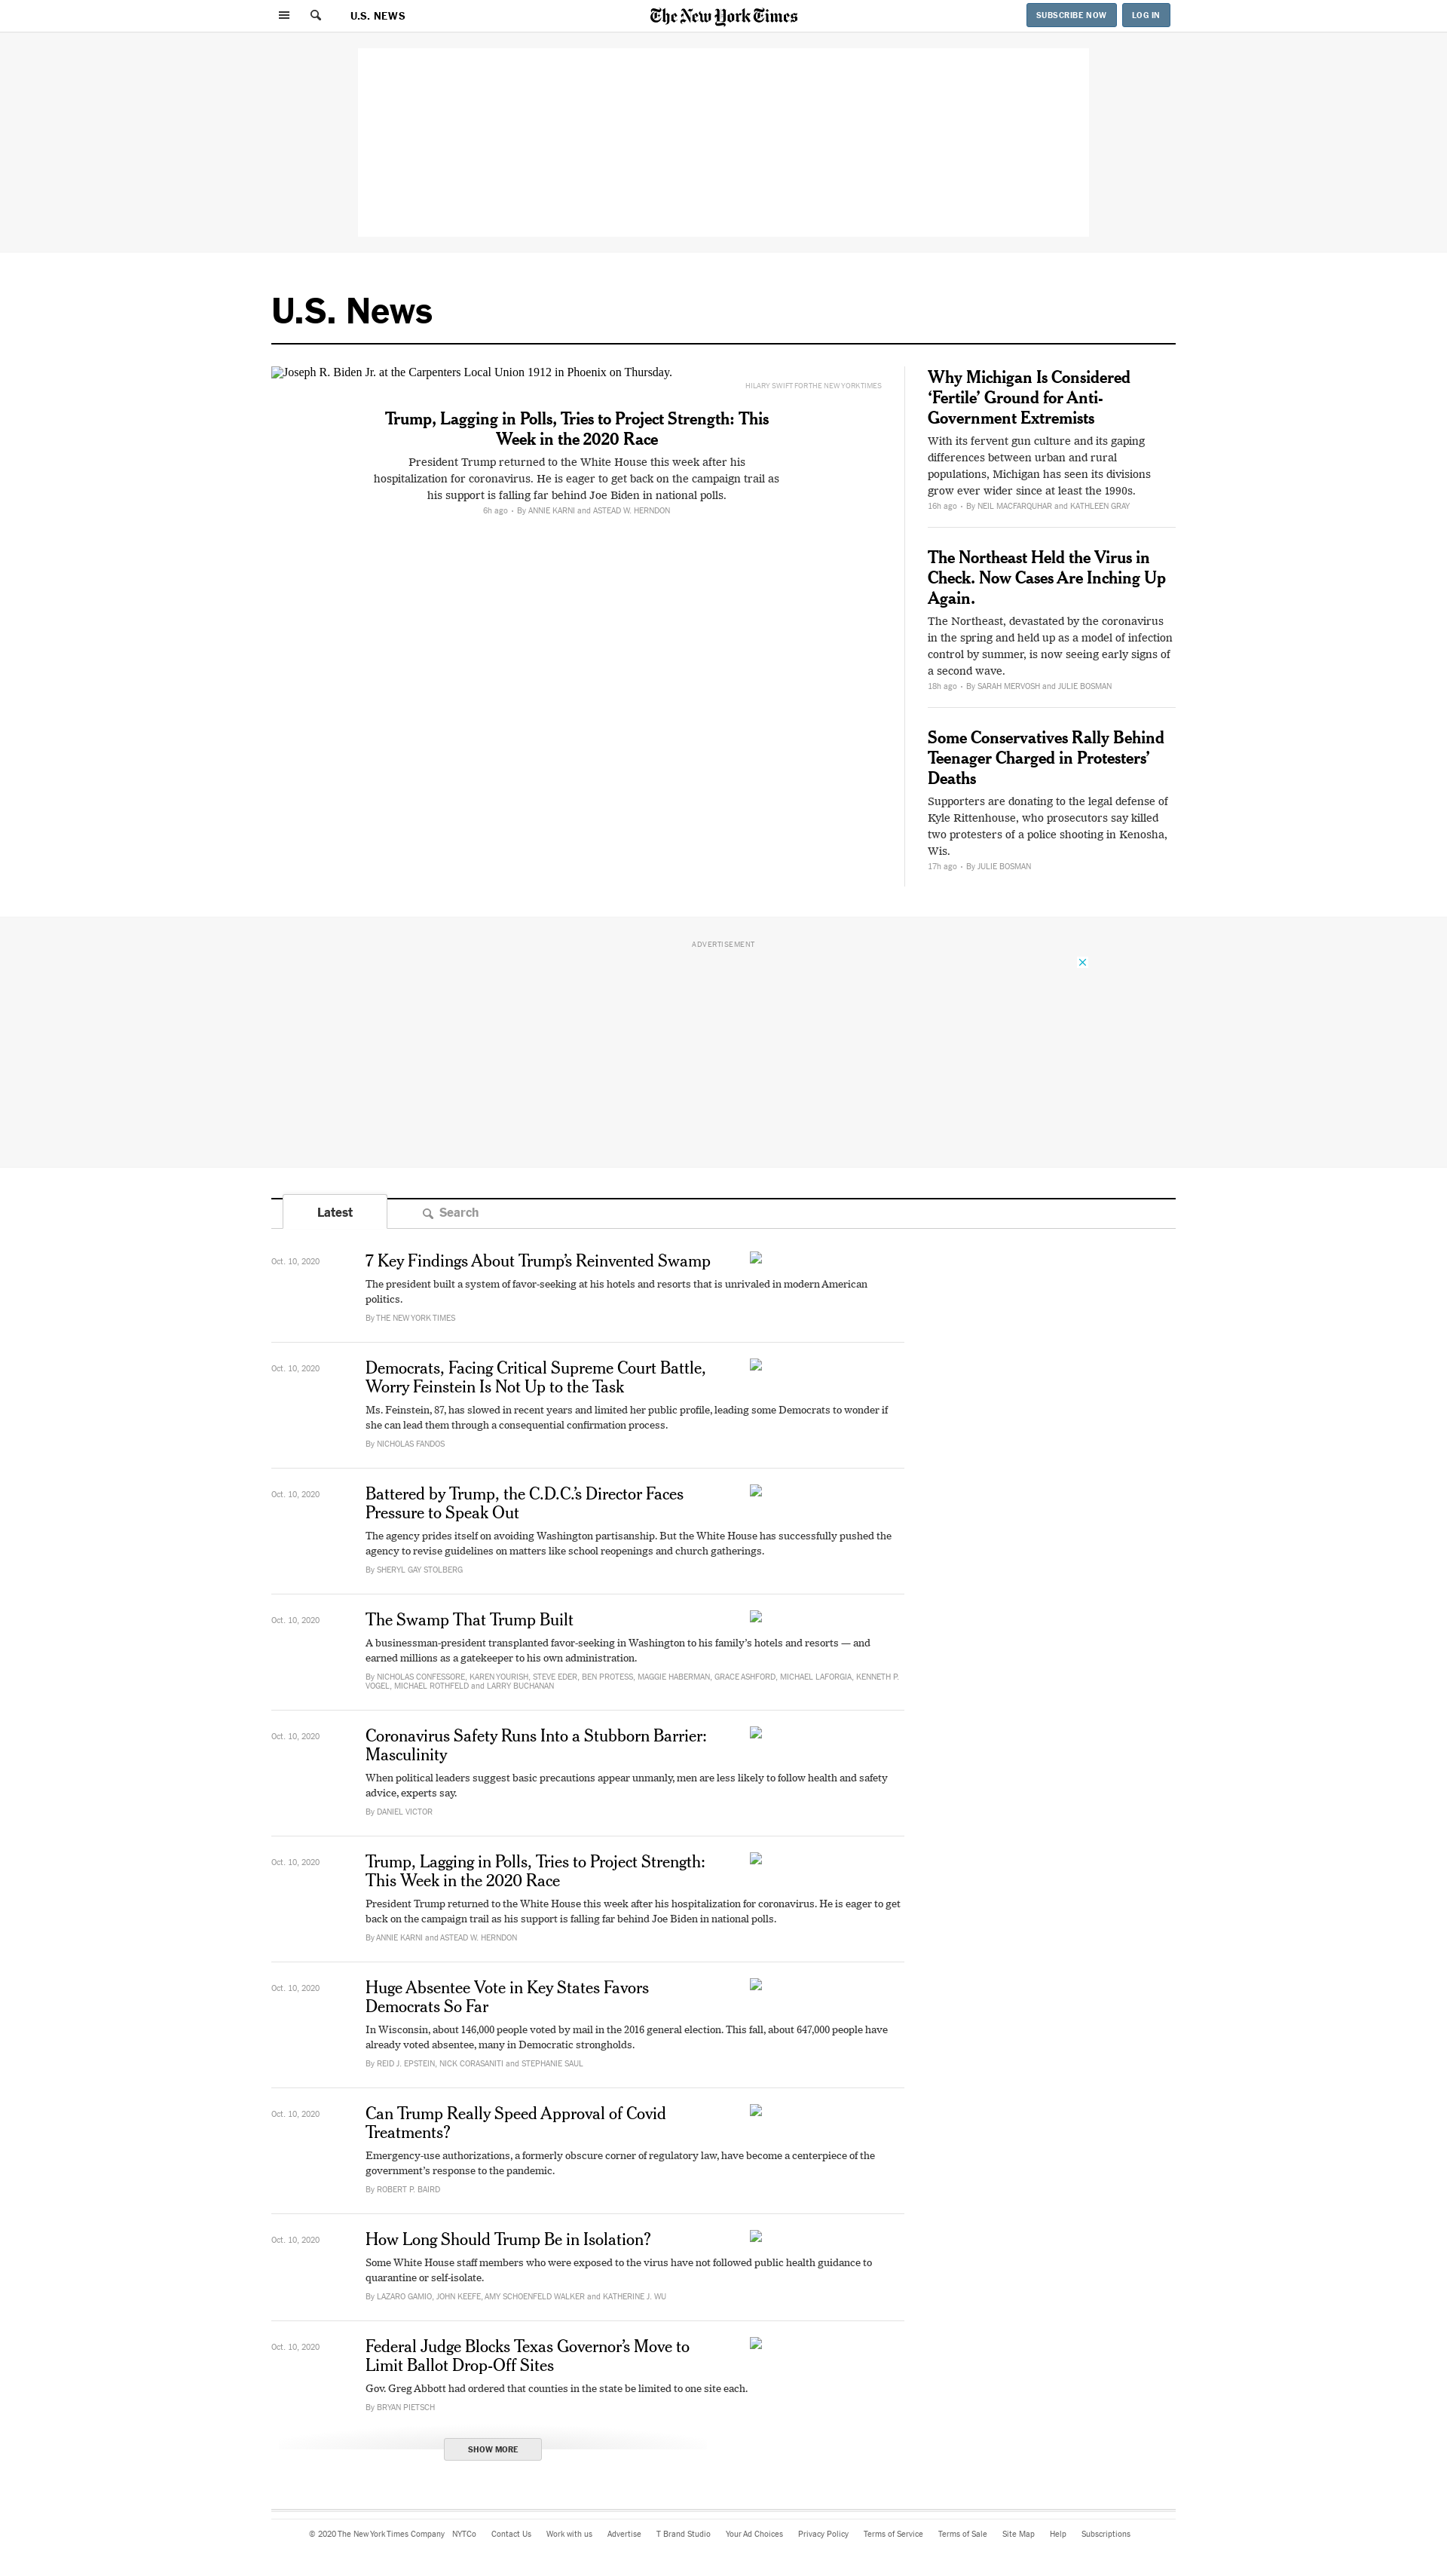 U.S. NEWS
The New York Times
SUBSCRIBE NOW
LOG IN
U.S. News
Joseph R. Biden Jr. at the Carpenters Local Union 1912 in Phoenix on Thursday.
HILARY SWIFT FOR THE NEW YORK TIMES
Trump, Lagging in Polls, Tries to Project Strength: This
Week in the 2020 Race
President Trump returned to the White House this week after his
hospitalization for coronavirus. He is eager to get back on the campaign trail as
his support is falling far behind Joe Biden in national polls.
6h ago • By ANNIE KARNI and ASTEAD W. HERNDON
Why Michigan Is Considered
‘Fertile’ Ground for Anti-
Government Extremists
With its fervent gun culture and its gaping
differences between urban and rural
populations, Michigan has seen its divisions
grow ever wider since at least the 1990s.
16h ago • By NEIL MACFARQUHAR and KATHLEEN GRAY
The Northeast Held the Virus in
Check. Now Cases Are Inching Up
Again.
The Northeast, devastated by the coronavirus
in the spring and held up as a model of infection
control by summer, is now seeing early signs of
a second wave.
18h ago • By SARAH MERVOSH and JULIE BOSMAN
Some Conservatives Rally Behind
Teenager Charged in Protesters’
Deaths
Supporters are donating to the legal defense of
Kyle Rittenhouse, who prosecutors say killed
two protesters of a police shooting in Kenosha,
Wis.
17h ago • By JULIE BOSMAN
ADVERTISEMENT
Latest
Search
Oct. 10, 2020
7 Key Findings About Trump’s Reinvented Swamp
The president built a system of favor-seeking at his hotels and resorts that is unrivaled in modern American
politics.
By THE NEW YORK TIMES
Oct. 10, 2020
Democrats, Facing Critical Supreme Court Battle,
Worry Feinstein Is Not Up to the Task
Ms. Feinstein, 87, has slowed in recent years and limited her public profile, leading some Democrats to wonder if
she can lead them through a consequential confirmation process.
By NICHOLAS FANDOS
Oct. 10, 2020
Battered by Trump, the C.D.C.’s Director Faces
Pressure to Speak Out
The agency prides itself on avoiding Washington partisanship. But the White House has successfully pushed the
agency to revise guidelines on matters like school reopenings and church gatherings.
By SHERYL GAY STOLBERG
Oct. 10, 2020
The Swamp That Trump Built
A businessman-president transplanted favor-seeking in Washington to his family’s hotels and resorts — and
earned millions as a gatekeeper to his own administration.
By NICHOLAS CONFESSORE, KAREN YOURISH, STEVE EDER, BEN PROTESS, MAGGIE HABERMAN, GRACE ASHFORD, MICHAEL LAFORGIA, KENNETH P.
VOGEL, MICHAEL ROTHFELD and LARRY BUCHANAN
Oct. 10, 2020
Coronavirus Safety Runs Into a Stubborn Barrier:
Masculinity
When political leaders suggest basic precautions appear unmanly, men are less likely to follow health and safety
advice, experts say.
By DANIEL VICTOR
Oct. 10, 2020
Trump, Lagging in Polls, Tries to Project Strength:
This Week in the 2020 Race
President Trump returned to the White House this week after his hospitalization for coronavirus. He is eager to get
back on the campaign trail as his support is falling far behind Joe Biden in national polls.
By ANNIE KARNI and ASTEAD W. HERNDON
Oct. 10, 2020
Huge Absentee Vote in Key States Favors
Democrats So Far
In Wisconsin, about 146,000 people voted by mail in the 2016 general election. This fall, about 647,000 people have
already voted absentee, many in Democratic strongholds.
By REID J. EPSTEIN, NICK CORASANITI and STEPHANIE SAUL
Oct. 10, 2020
Can Trump Really Speed Approval of Covid
Treatments?
Emergency-use authorizations, a formerly obscure corner of regulatory law, have become a centerpiece of the
government’s response to the pandemic.
By ROBERT P. BAIRD
Oct. 10, 2020
How Long Should Trump Be in Isolation?
Some White House staff members who were exposed to the virus have not followed public health guidance to
quarantine or self-isolate.
By LAZARO GAMIO, JOHN KEEFE, AMY SCHOENFELD WALKER and KATHERINE J. WU
Oct. 10, 2020
Federal Judge Blocks Texas Governor’s Move to
Limit Ballot Drop-Off Sites
Gov. Greg Abbott had ordered that counties in the state be limited to one site each.
By BRYAN PIETSCH
SHOW MORE
© 2020 The New York Times Company NYTCo Contact Us Work with us Advertise T Brand Studio Your Ad Choices Privacy Policy Terms of Service Terms of Sale Site Map Help Subscriptions